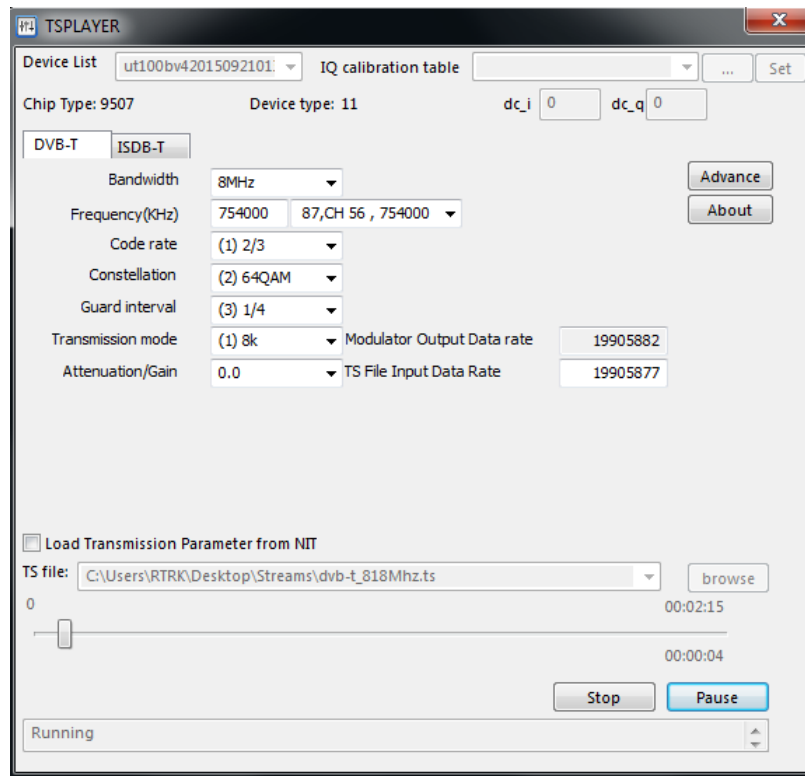 TSPLAYER
Device List ut100bv42015092101: IQ calibration table ... Set
Chip Type: 9507 Device type: 11 dc_i 0 dc_q 0
DVB-T ISDB-T
Bandwidth 8MHz Advance
Frequency(KHz) 754000 87,CH 56 , 754000 About
Code rate (1) 2/3
Constellation (2) 64QAM
Guard interval (3) 1/4
Transmission mode (1) 8k Modulator Output Data rate 19905882
Attenuation/Gain 0.0 TS File Input Data Rate 19905877
Load Transmission Parameter from NIT
TS file: C:\Users\RTRK\Desktop\Streams\dvb-t_818Mhz.ts browse
0 00:02:15
00:00:04
Stop Pause
Running